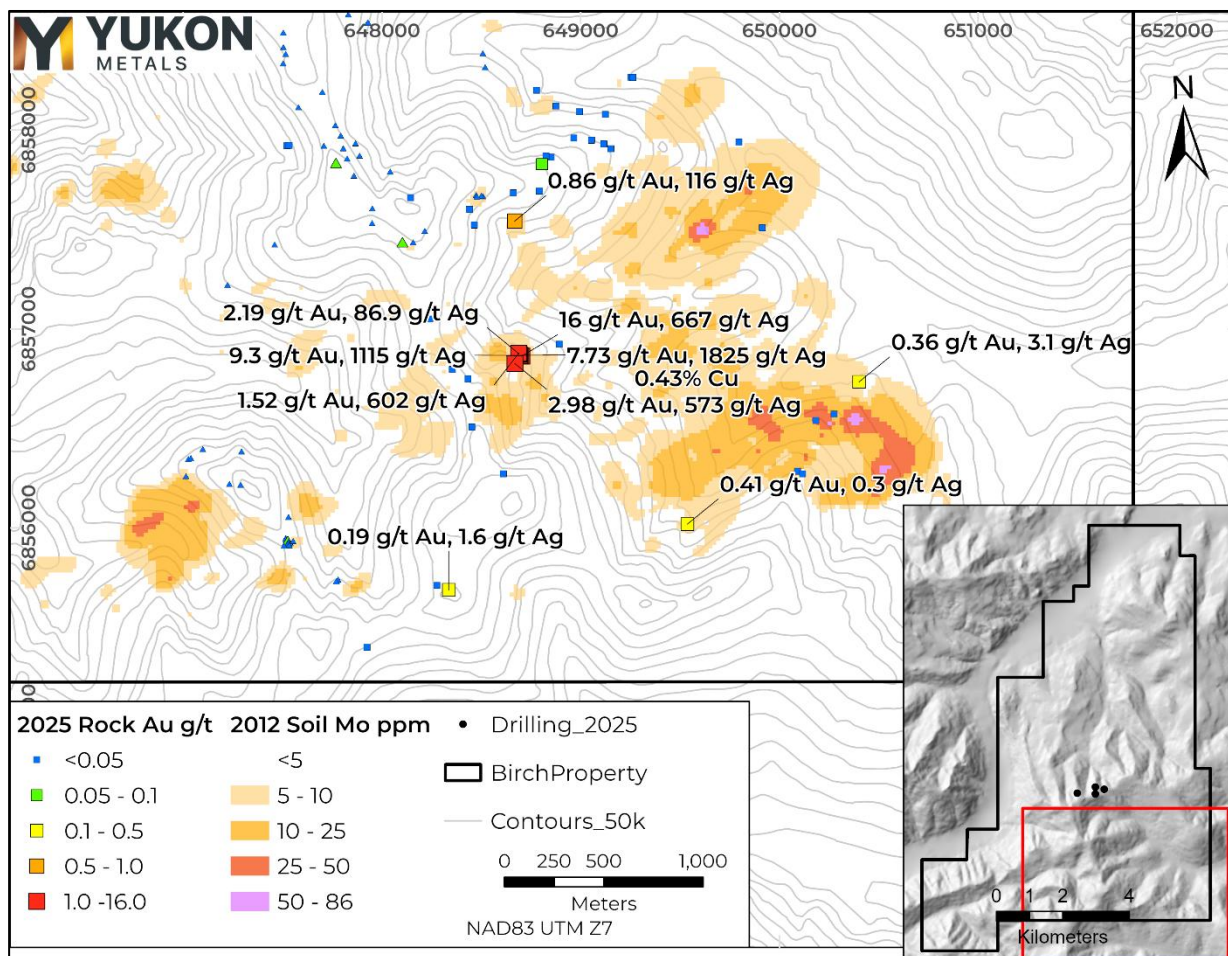 YUKON
METALS
648000
649000
650000
651000
652000
N
6858000
6857000
6856000
0.86 g/t Au, 116 g/t Ag
2.19 g/t Au, 86.9 g/t Ag
16 g/t Au, 667 g/t Ag
0.36 g/t Au, 3.1 g/t Ag
9.3 g/t Au, 1115 g/t Ag
7.73 g/t Au, 1825 g/t Ag
0.43% Cu
1.52 g/t Au, 602 g/t Ag
2.98 g/t Au, 573 g/t Ag
0.41 g/t Au, 0.3 g/t Ag
0.19 g/t Au, 1.6 g/t Ag
2025 Rock Au g/t
<0.05
0.05 - 0.1
0.1 - 0.5
0.5 - 1.0
1.0 -16.0
2012 Soil Mo ppm
<5
5 - 10
10 - 25
25 - 50
50 - 86
Drilling_2025
BirchProperty
Contours_50k
0 250 500 1,000
Meters
NAD83 UTM Z7
0 1 2 4
Kilometers